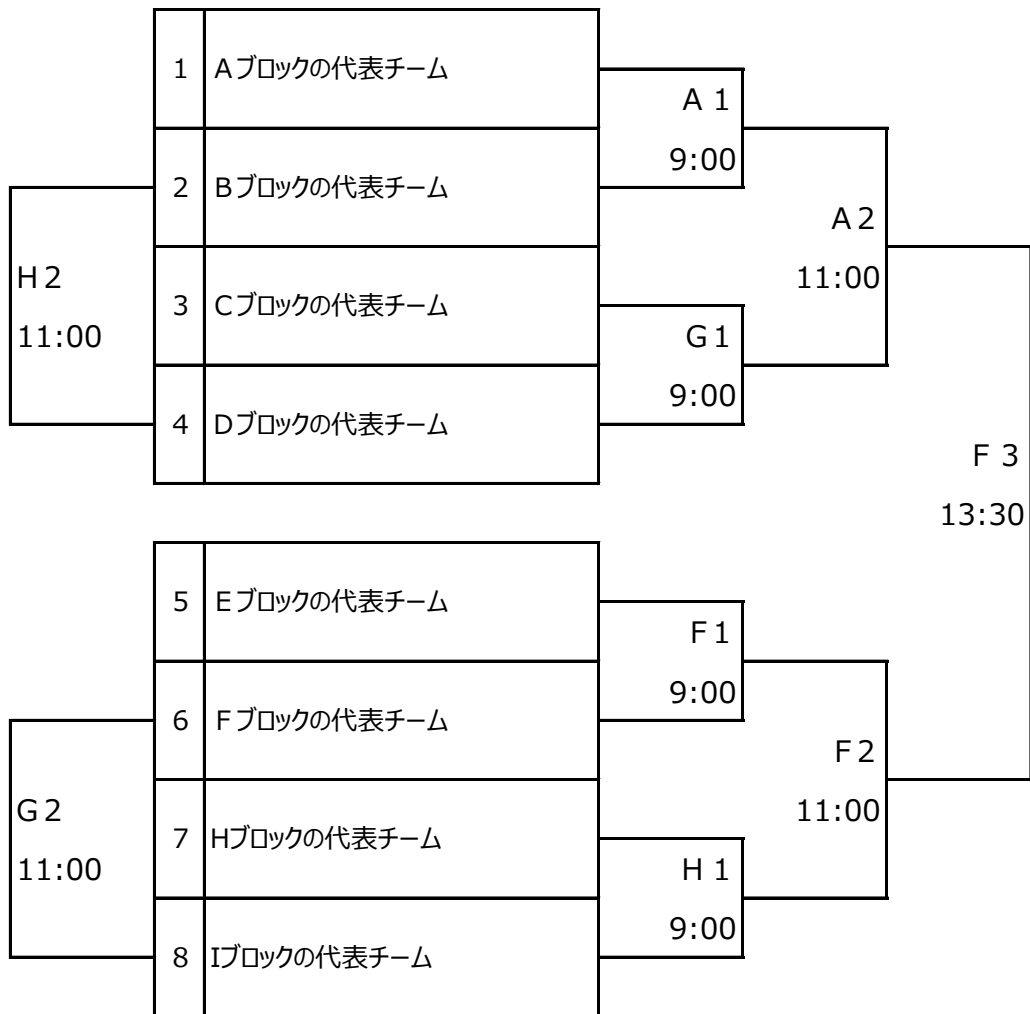 1 Aブロックの代表チーム
A 1
9:00
2 Bブロックの代表チーム
A 2
11:00
H 2
11:00
3 Cブロックの代表チーム
G 1
9:00
4 Dブロックの代表チーム
F 3
13:30
5 Eブロックの代表チーム
F 1
9:00
6 Fブロックの代表チーム
F 2
11:00
G 2
11:00
7 Hブロックの代表チーム
H 1
9:00
8 Iブロックの代表チーム